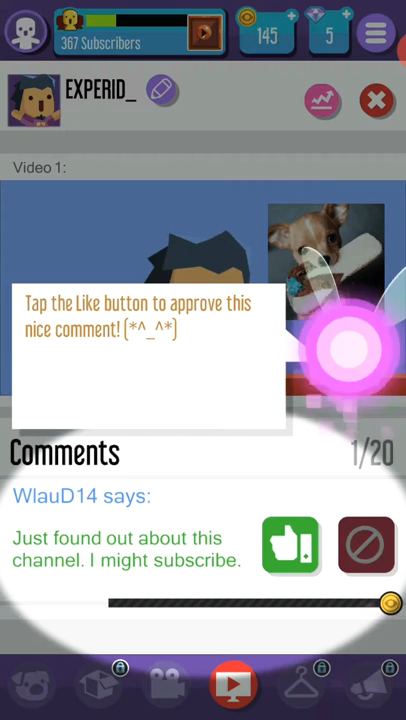 367 Subscribers
145
5
EXPERID_
Video 1:
Tap the Like button to approve this
nice comment! (*^_^*)
Comments
1/20
WlauD14 says:
Just found out about this
channel. I might subscribe.